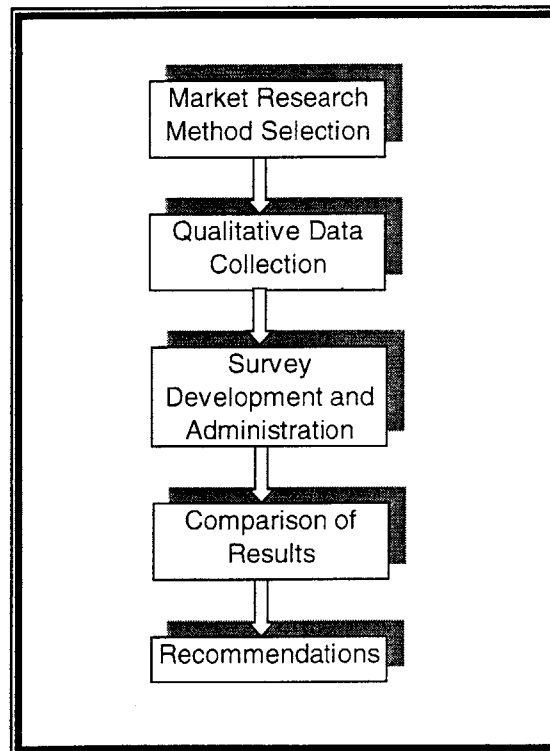 Market Research
Method Selection
Qualitative Data
Collection
Survey
Development and
Administration
Comparison of
Results
Recommendations